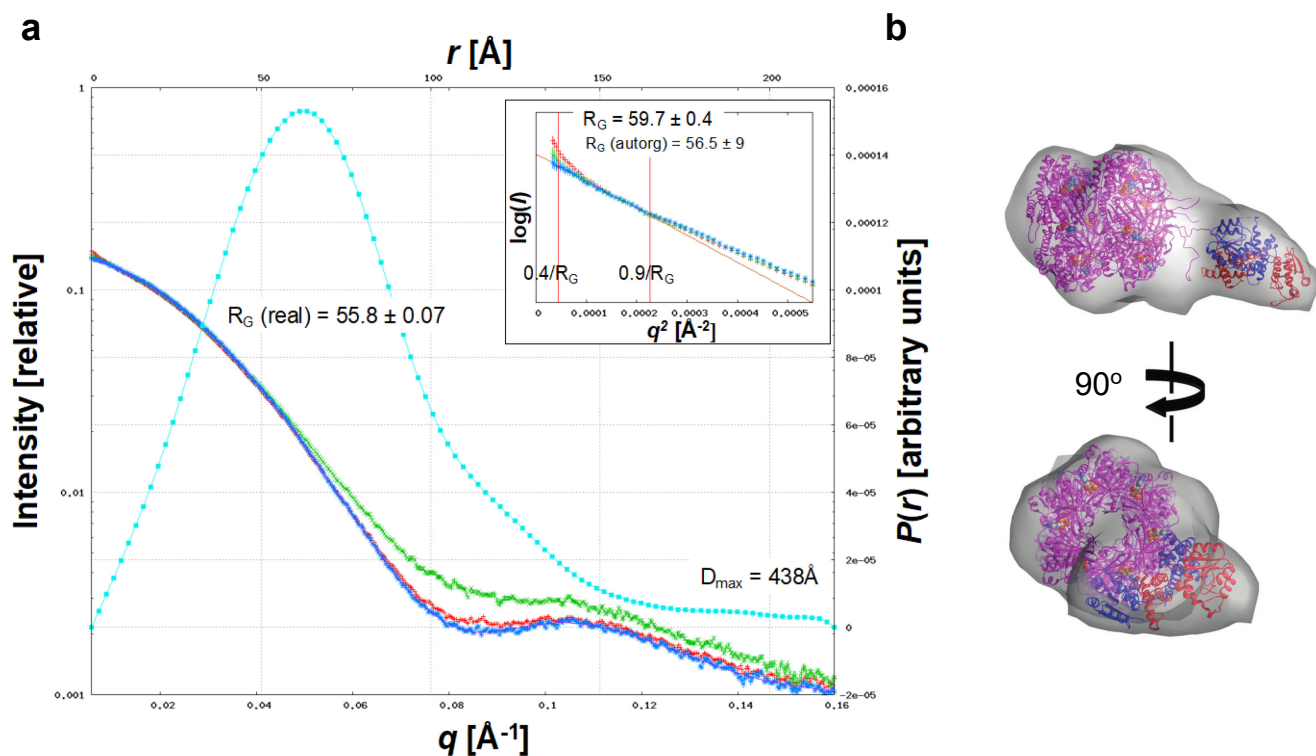 a
b
r [Å]
0
50
100
150
200
1
0.1
0.01
0.001
Intensity [relative]
0.00016
0.00014
0.00012
0.0001
8e-05
6e-05
4e-05
2e-05
0
-2e-05
P(r) [arbitrary units]
R_G = 59.7 ± 0.4
R_G (autorg) = 56.5 ± 9
log(I)
0.4/R_G
0.9/R_G
0
0.0001
0.0002
0.0003
0.0004
0.0005
q² [Å⁻²]
R_G (real) = 55.8 ± 0.07
D_max = 438Å
0.02
0.04
0.06
0.08
0.1
0.12
0.14
0.16
q [Å⁻¹]
90°